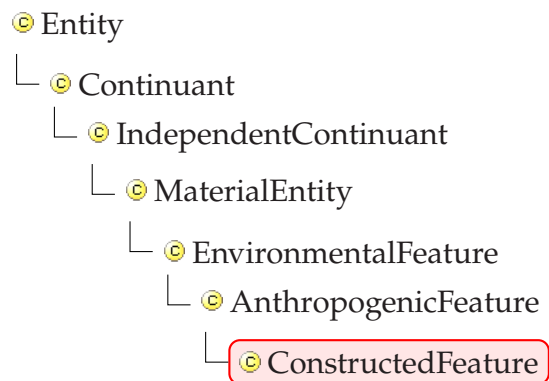 C Entity
C Continuant
C IndependentContinuant
C MaterialEntity
C EnvironmentalFeature
C AnthropogenicFeature
C ConstructedFeature